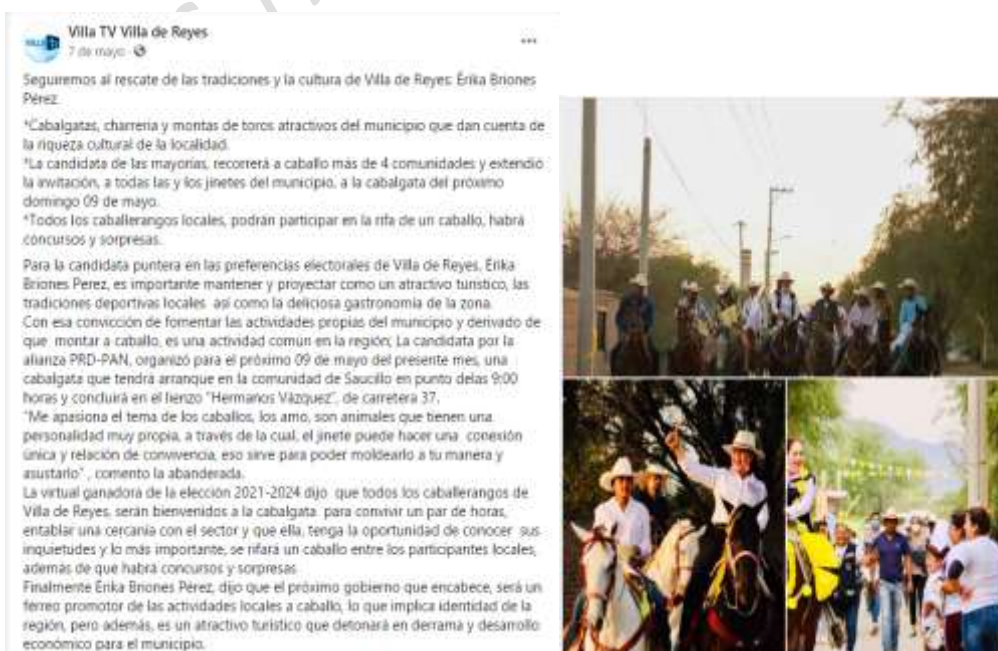 Villa TV Villa de Reyes
7 de mayo
Seguiremos al rescate de las tradiciones y la cultura de Villa de Reyes: Érika Briones
Pérez.
*Cabalgatas, charrería y montas de toros atractivos del municipio que dan cuenta de
la riqueza cultural de la localidad.
*La candidata de las mayorías, recorrerá a caballo más de 4 comunidades y extendió
la invitación, a todas las y los jinetes del municipio, a la cabalgata del próximo
domingo 09 de mayo.
*Todos los caballerangos locales, podrán participar en la rifa de un caballo, habrá
concursos y sorpresas.
Para la candidata puntera en las preferencias electorales de Villa de Reyes, Érika
Briones Perez, es importante mantener y proyectar como un atractivo turístico, las
tradiciones deportivas locales así como la deliciosa gastronomía de la zona.
Con esa convicción de fomentar las actividades propias del municipio y derivado de
que montar a caballo, es una actividad común en la región; La candidata por la
alianza PRD-PAN, organizó para el próximo 09 de mayo del presente mes, una
cabalgata que tendrá arranque en la comunidad de Saucillo en punto delas 9:00
horas y concluirá en el lienzo "Hermanos Vázquez", de carretera 37.
"Me apasiona el tema de los caballos, los amo, son animales que tienen una
personalidad muy propia, a través de la cual, el jinete puede hacer una conexión
única y relación de convivencia, eso sirve para poder moldearlo a tu manera y
asustarlo" , comento la abanderada.
La virtual ganadora de la elección 2021-2024 dijo que todos los caballerangos de
Villa de Reyes, serán bienvenidos a la cabalgata para convivir un par de horas,
entablar una cercanía con el sector y que ella, tenga la oportunidad de conocer sus
inquietudes y lo más importante, se rifará un caballo entre los participantes locales,
además de que habrá concursos y sorpresas
Finalmente Érika Briones Pérez, dijo que el próximo gobierno que encabece, será un
ferreo promotor de las actividades locales a caballo, lo que implica identidad de la
región, pero además, es un atractivo turístico que detonará en derrama y desarrollo
económico para el municipio.